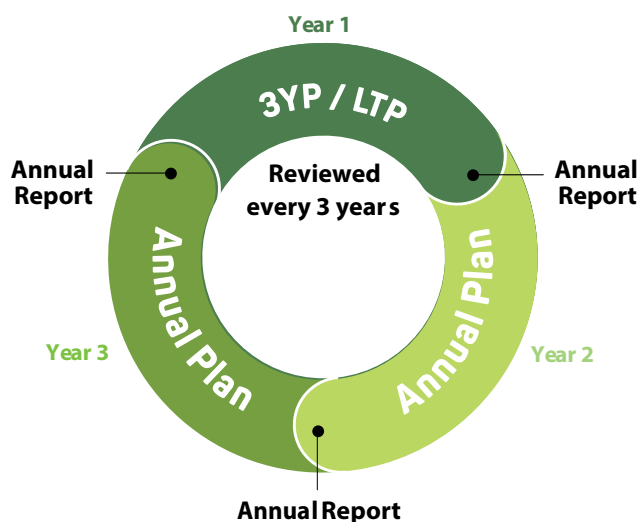 Year 1
3YP / LTP
Annual
Report
Reviewed
every 3 years
Annual
Report
Annual Plan
Annual Plan
Year 3
Year 2
Annual Report